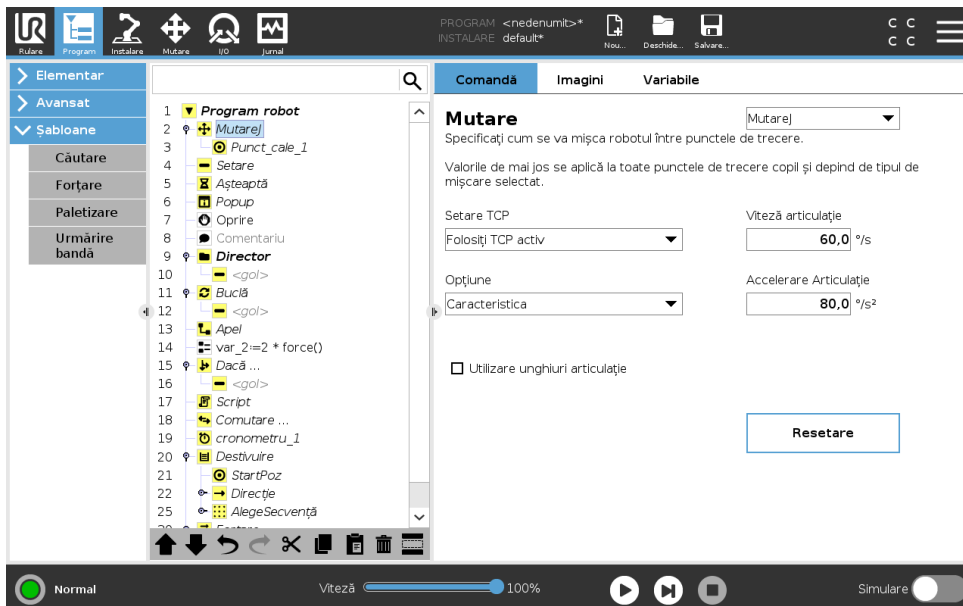 Rulare
Program
Instalare
Mutare
I/O
Jurnal
PROGRAM <nedenumit>*
INSTALARE default*
Nou...
Deschide...
Salvare...
C C
C C
Elementar
Avansat
Șabloane
Căutare
Forțare
Paletizare
Urmărire
bandă
1 Program robot
2 MutareJ
3 Punct_cale_1
4 Setare
5 Așteaptă
6 Popup
7 Oprire
8 Comentariu
9 Director
10 <gol>
11 Buclă
12 <gol>
13 Apel
14 var_2:=2 * force()
15 Dacă ...
16 <gol>
17 Script
18 Comutare ...
19 cronometru_1
20 Destivuire
21 StartPoz
22 Direcție
25 AlegeSecvență
Comandă
Imagini
Variabile
Mutare
MutareJ
Specificați cum se va mișca robotul între punctele de trecere.
Valorile de mai jos se aplică la toate punctele de trecere copil și depind de tipul de
mișcare selectat.
Setare TCP
Viteză articulație
Folosiți TCP activ
60,0 °/s
Opțiune
Accelerare Articulație
Caracteristica
80,0 °/s²
Utilizare unghiuri articulație
Resetare
Normal
Viteză
100%
Simulare